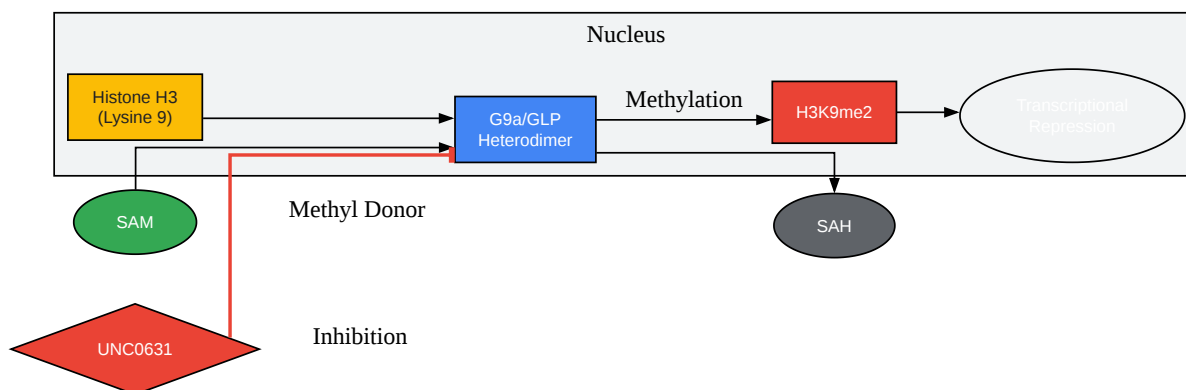 Nucleus
Histone H3
(Lysine 9)
G9a/GLP
Heterodimer
Methylation
H3K9me2
Transcriptional
Repression
SAM
Methyl Donor
SAH
UNC0631
Inhibition